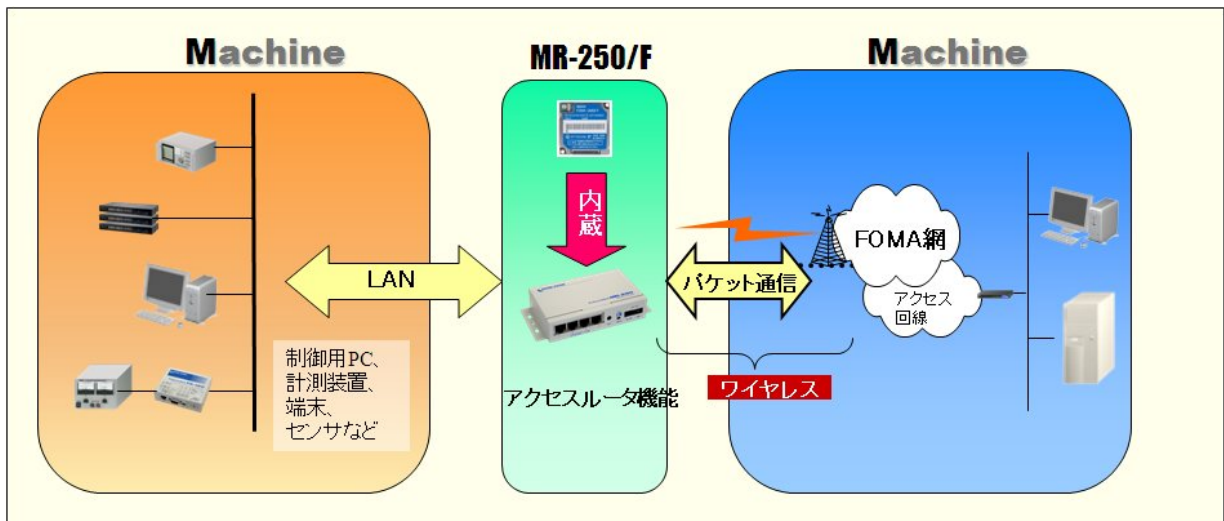 Machine
MR-250/F
Machine
内蔵
LAN
制御用PC、
計測装置、
端末、
センサなど
アクセスルータ機能
パケット通信
ワイヤレス
FOMA網
アクセス
回線